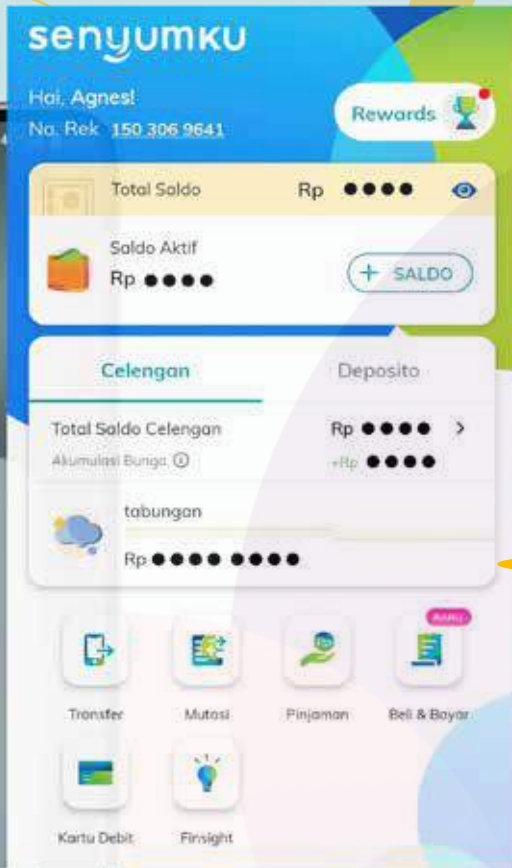 senyumku
Hai, Agnes!
No. Rek 150 306 9641
Rewards
Total Saldo Rp ●●●●
Saldo Aktif
Rp ●●●●
+ SALDO
Celengan Deposito
Total Saldo Celengan Rp ●●●● >
Akumulasi Bunga +Rp ●●●●
tabungan
Rp ●●●● ●●●●
BARU
Transfer Mutasi Pinjaman Beli & Bayar
Kartu Debit Finsight